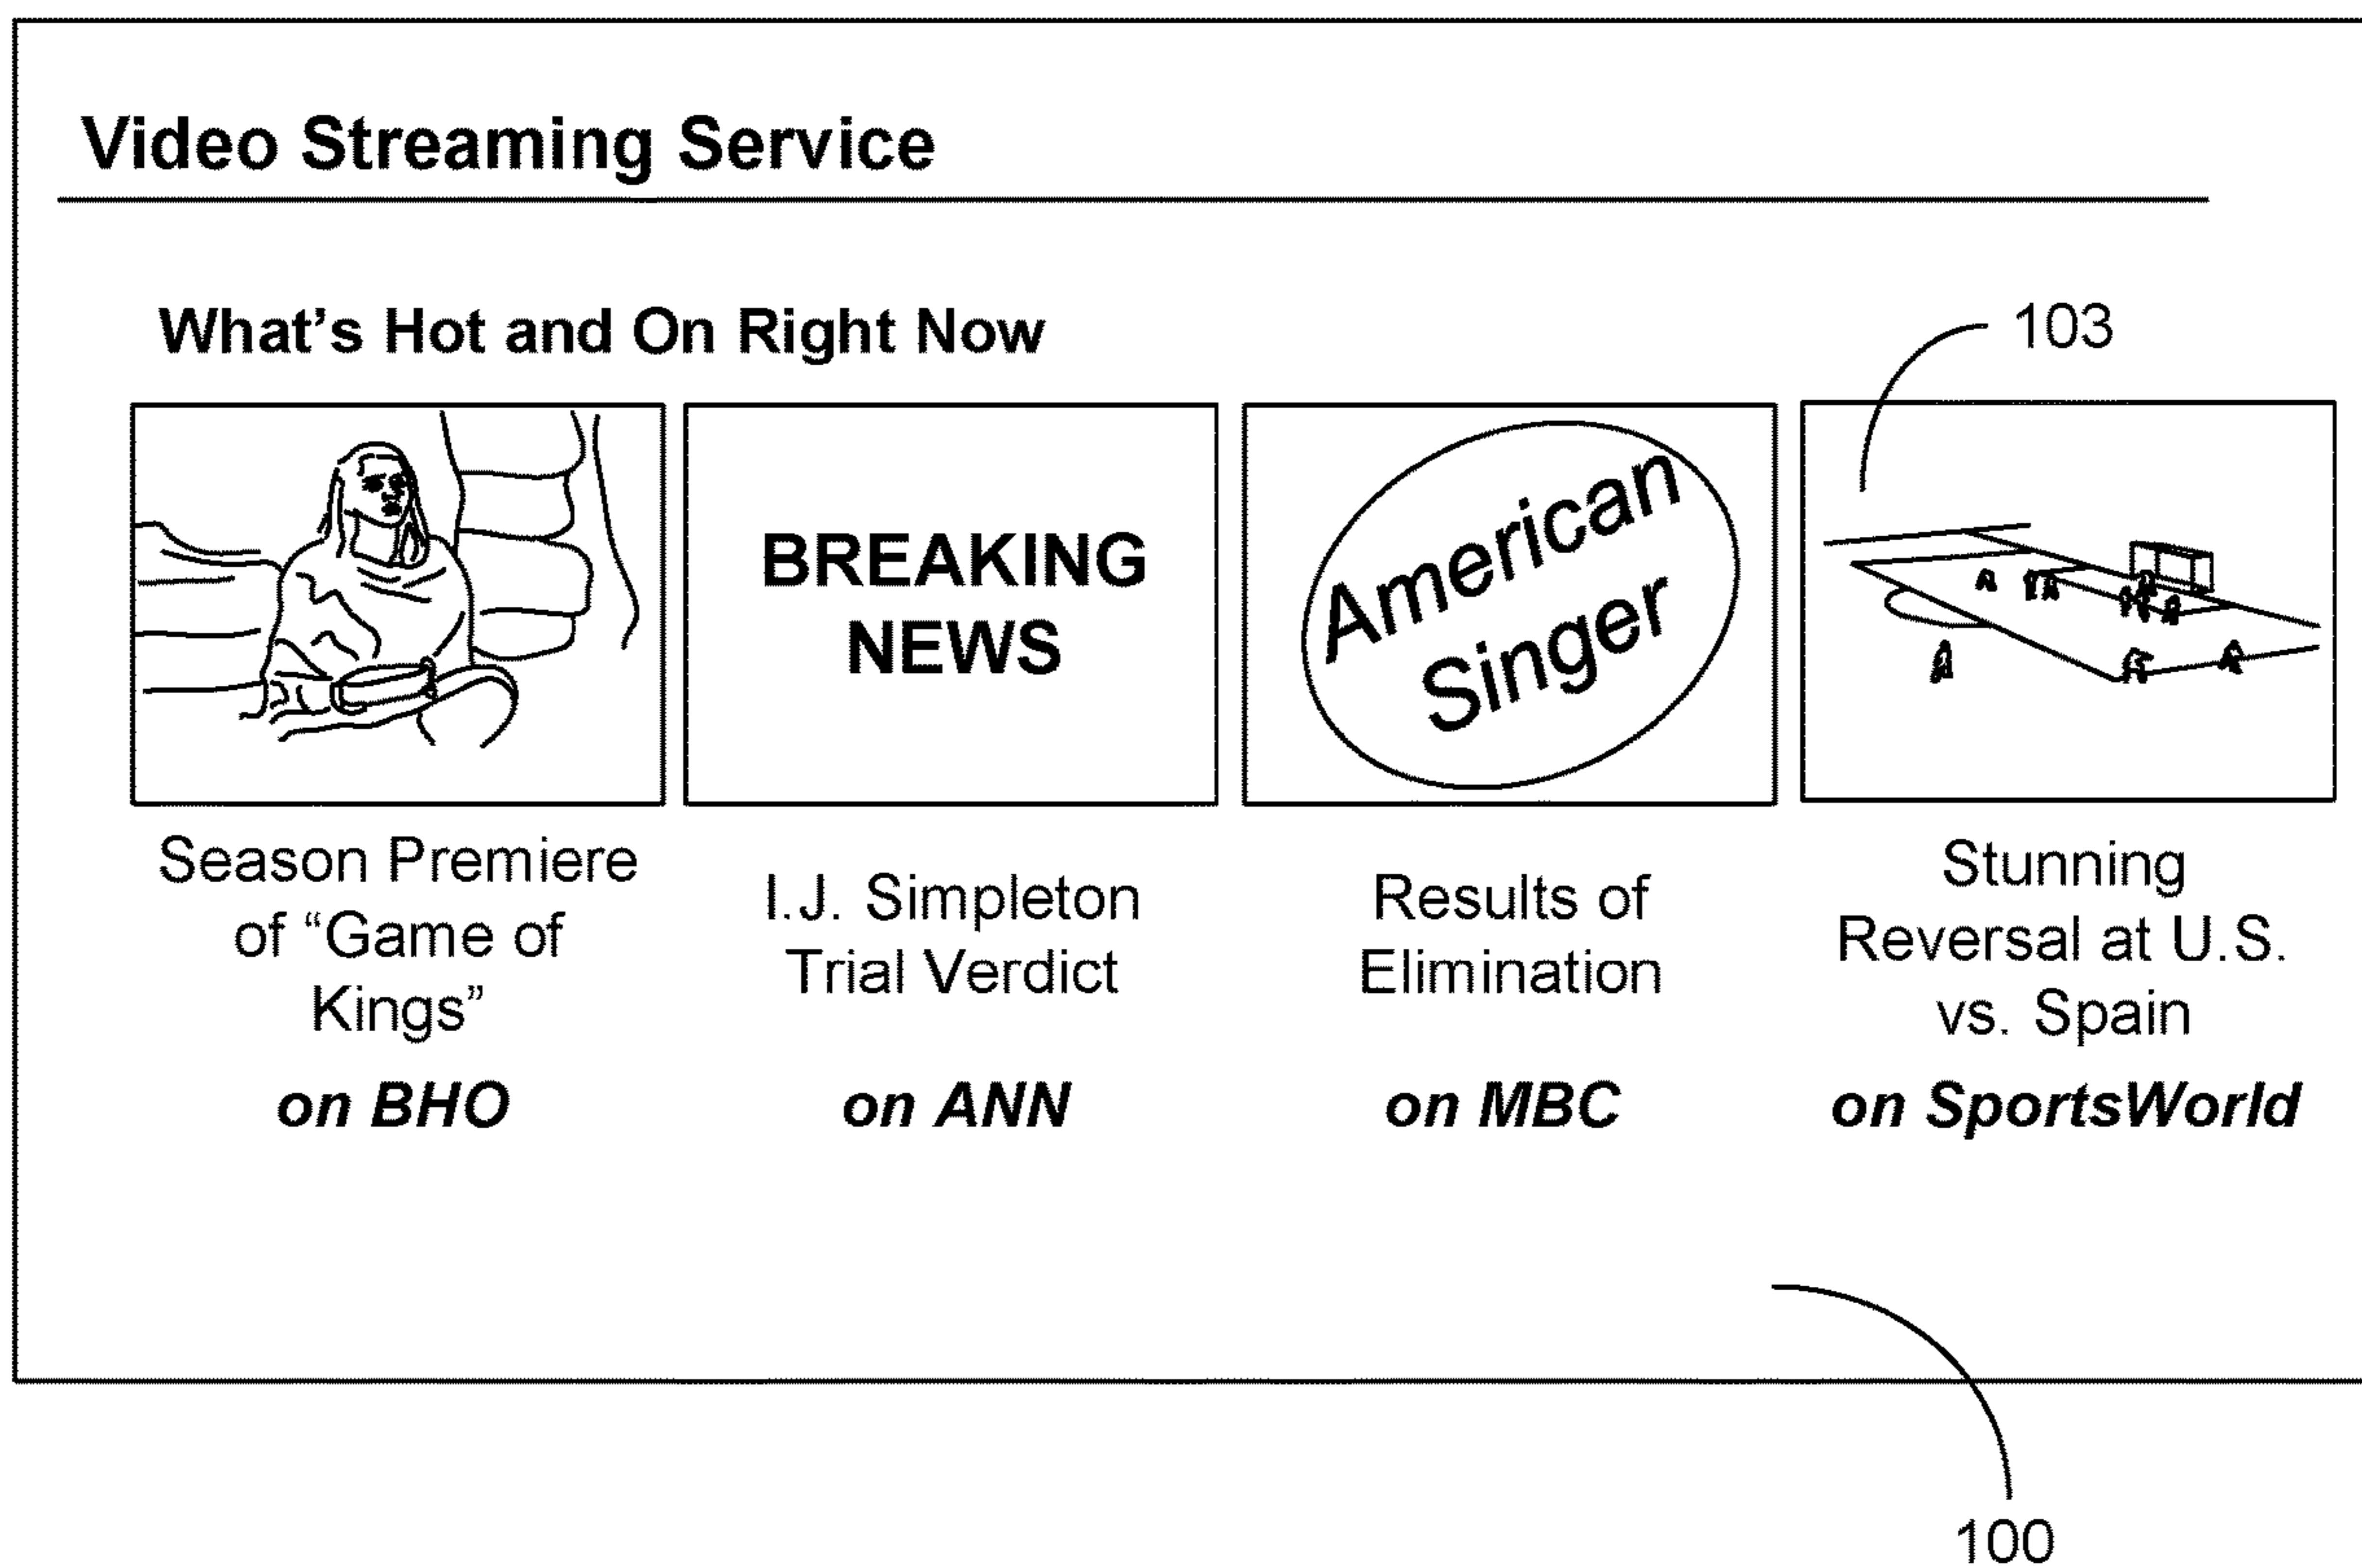 Video Streaming Service
What's Hot and On Right Now
103
BREAKING
NEWS
American
Singer
Season Premiere
of “Game of
Kings”
on BHO
I.J. Simpleton
Trial Verdict
on ANN
Results of
Elimination
on MBC
Stunning
Reversal at U.S.
vs. Spain
on SportsWorld
100